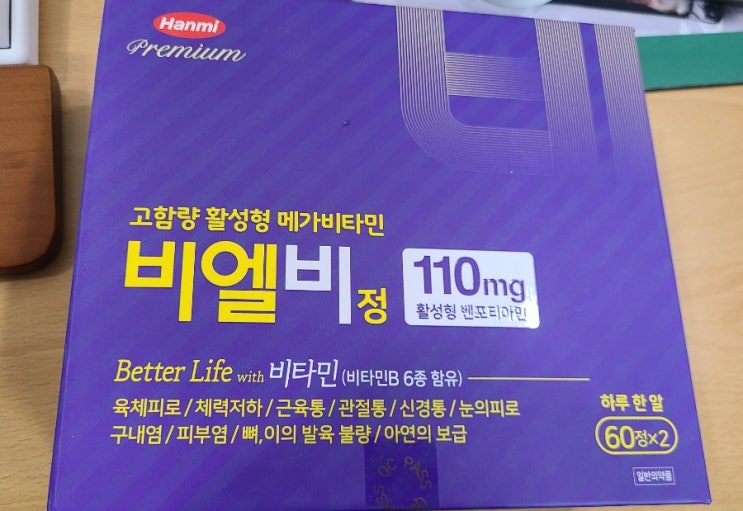 Hanmi
Premium
비
고함량 활성형 메가비타민
비엘비정
110mg
활성형 벤포티아민
Better Life with 비타민 (비타민B 6종 함유)
육체피로 / 체력저하 / 근육통 / 관절통 / 신경통 / 눈의피로
구내염 / 피부염 / 뼈,이의 발육 불량 / 아연의 보급
하루 한 알
60정×2
일반의약품
QC PASS